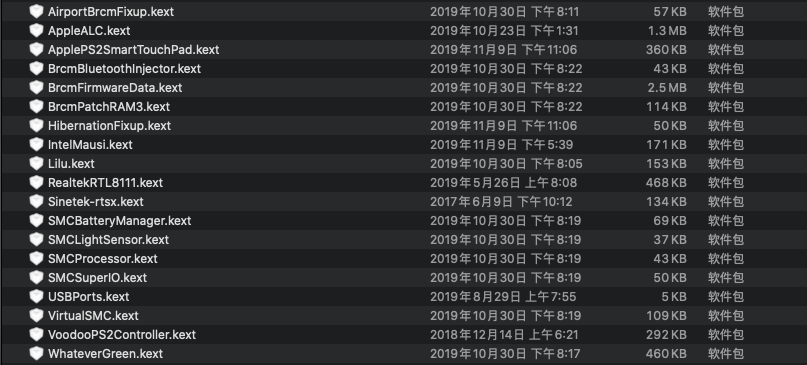 AirportBrcmFixup.kext 2019年10月30日 下午8:11 57 KB 软件包
AppleALC.kext 2019年10月23日 下午1:31 1.3 MB 软件包
ApplePS2SmartTouchPad.kext 2019年11月9日 下午11:06 360 KB 软件包
BrcmBluetoothInjector.kext 2019年10月30日 下午8:22 43 KB 软件包
BrcmFirmwareData.kext 2019年10月30日 下午8:22 2.5 MB 软件包
BrcmPatchRAM3.kext 2019年10月30日 下午8:22 114 KB 软件包
HibernationFixup.kext 2019年11月9日 下午11:06 50 KB 软件包
IntelMausi.kext 2019年11月9日 下午5:39 171 KB 软件包
Lilu.kext 2019年10月30日 下午8:05 153 KB 软件包
RealtekRTL8111.kext 2019年5月26日 上午8:08 468 KB 软件包
Sinetek-rtsx.kext 2017年6月9日 下午10:12 134 KB 软件包
SMCBatteryManager.kext 2019年10月30日 下午8:19 69 KB 软件包
SMCLightSensor.kext 2019年10月30日 下午8:19 37 KB 软件包
SMCProcessor.kext 2019年10月30日 下午8:19 43 KB 软件包
SMCSuperIO.kext 2019年10月30日 下午8:19 50 KB 软件包
USBPorts.kext 2019年8月29日 上午7:55 5 KB 软件包
VirtualSMC.kext 2019年10月30日 下午8:19 109 KB 软件包
VoodooPS2Controller.kext 2018年12月14日 上午6:21 292 KB 软件包
WhateverGreen.kext 2019年10月30日 下午8:17 460 KB 软件包